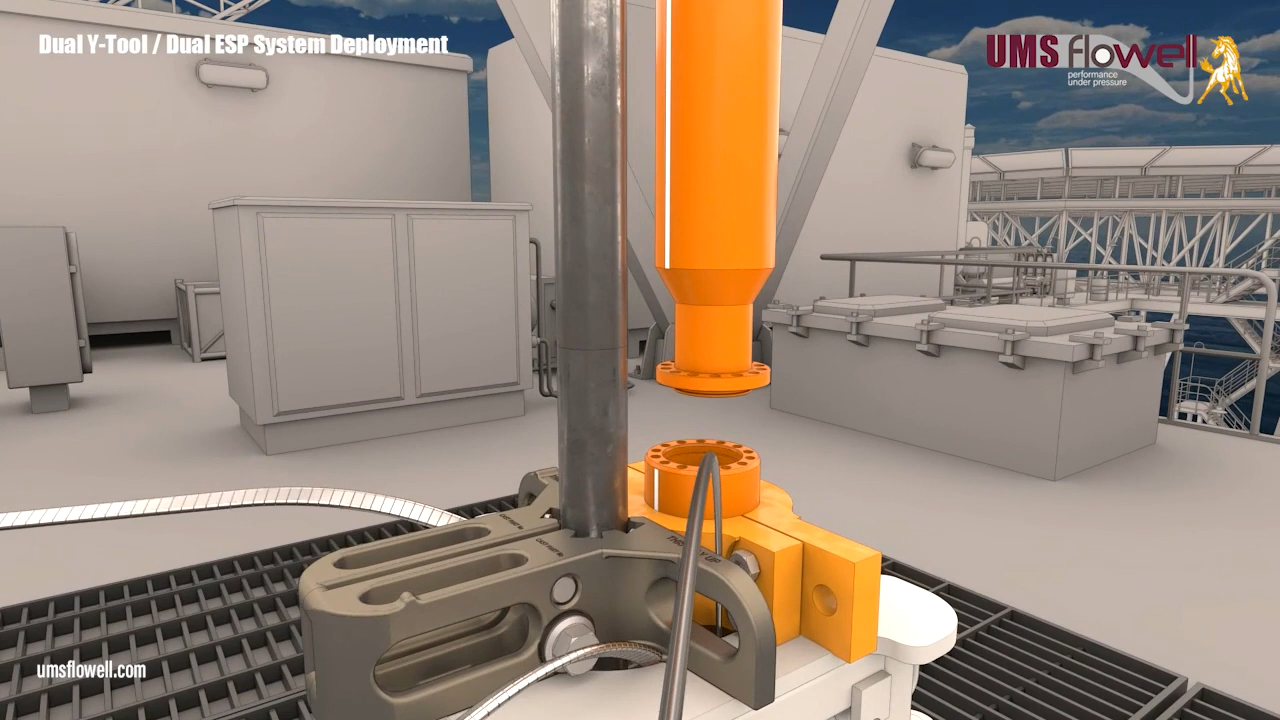 Dual Y-Tool / Dual ESP System Deployment
UMS flowell
performance
under pressure
umsflowell.com